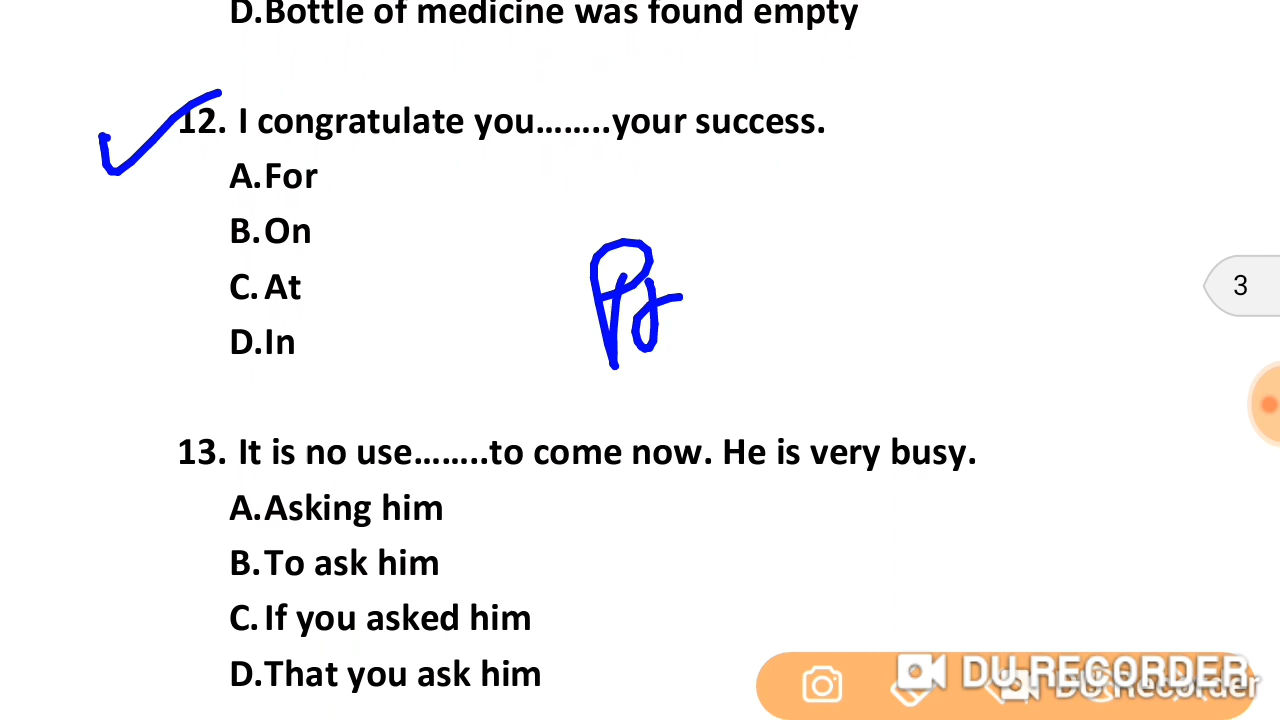 D.Bottle of medicine was found empty
12. I congratulate you........your success.
A.For
B.On
C. At
D.In
3
13. It is no use........to come now. He is very busy.
A.Asking him
B.To ask him
C. If you asked him
D.That you ask him
DU RECORDER
DU Recorder